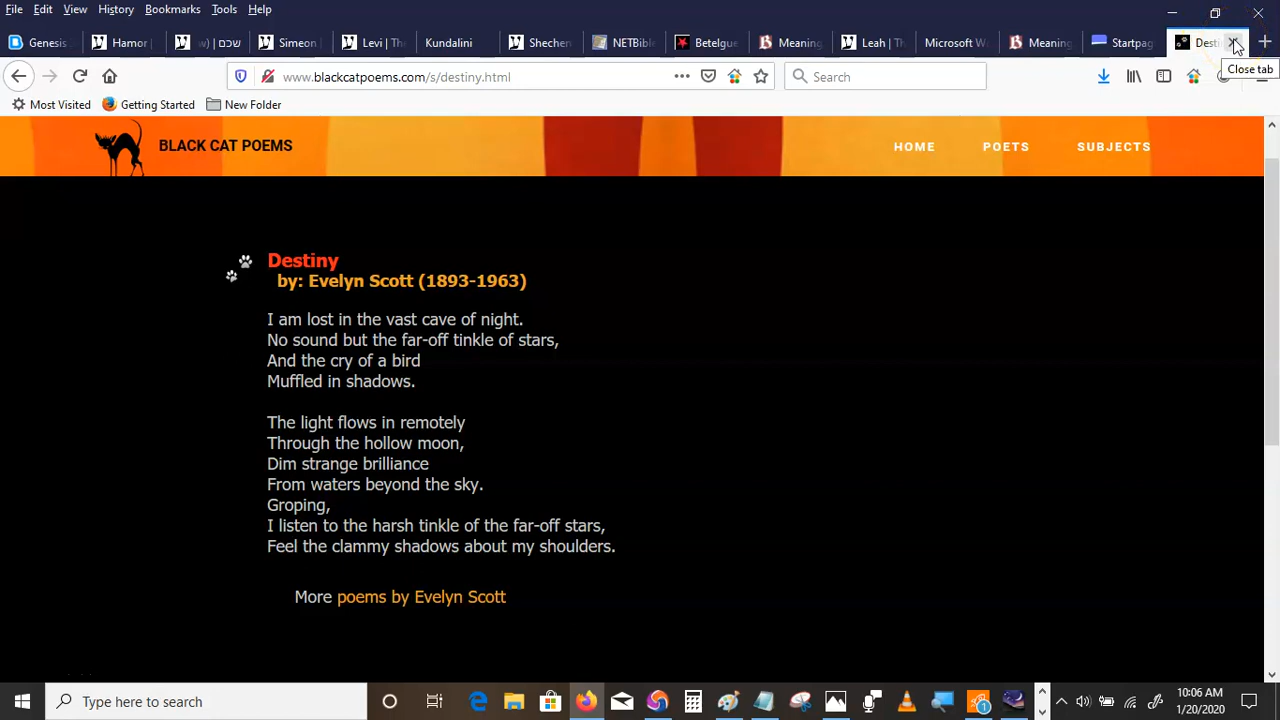 File Edit View History Bookmarks Tools Help
Genesis Hamor | שכם (w Simeon Levi | The Kundalini Shechem NETBible Betelgue Meaning Leah | The Microsoft W Meaning Startpag Desti
www.blackcatpoems.com/s/destiny.html Search
Close tab
Most Visited Getting Started New Folder
BLACK CAT POEMS HOME POETS SUBJECTS
Destiny
by: Evelyn Scott (1893-1963)
I am lost in the vast cave of night.
No sound but the far-off tinkle of stars,
And the cry of a bird
Muffled in shadows.
The light flows in remotely
Through the hollow moon,
Dim strange brilliance
From waters beyond the sky.
Groping,
I listen to the harsh tinkle of the far-off stars,
Feel the clammy shadows about my shoulders.
More poems by Evelyn Scott
Type here to search
10:06 AM
1/20/2020